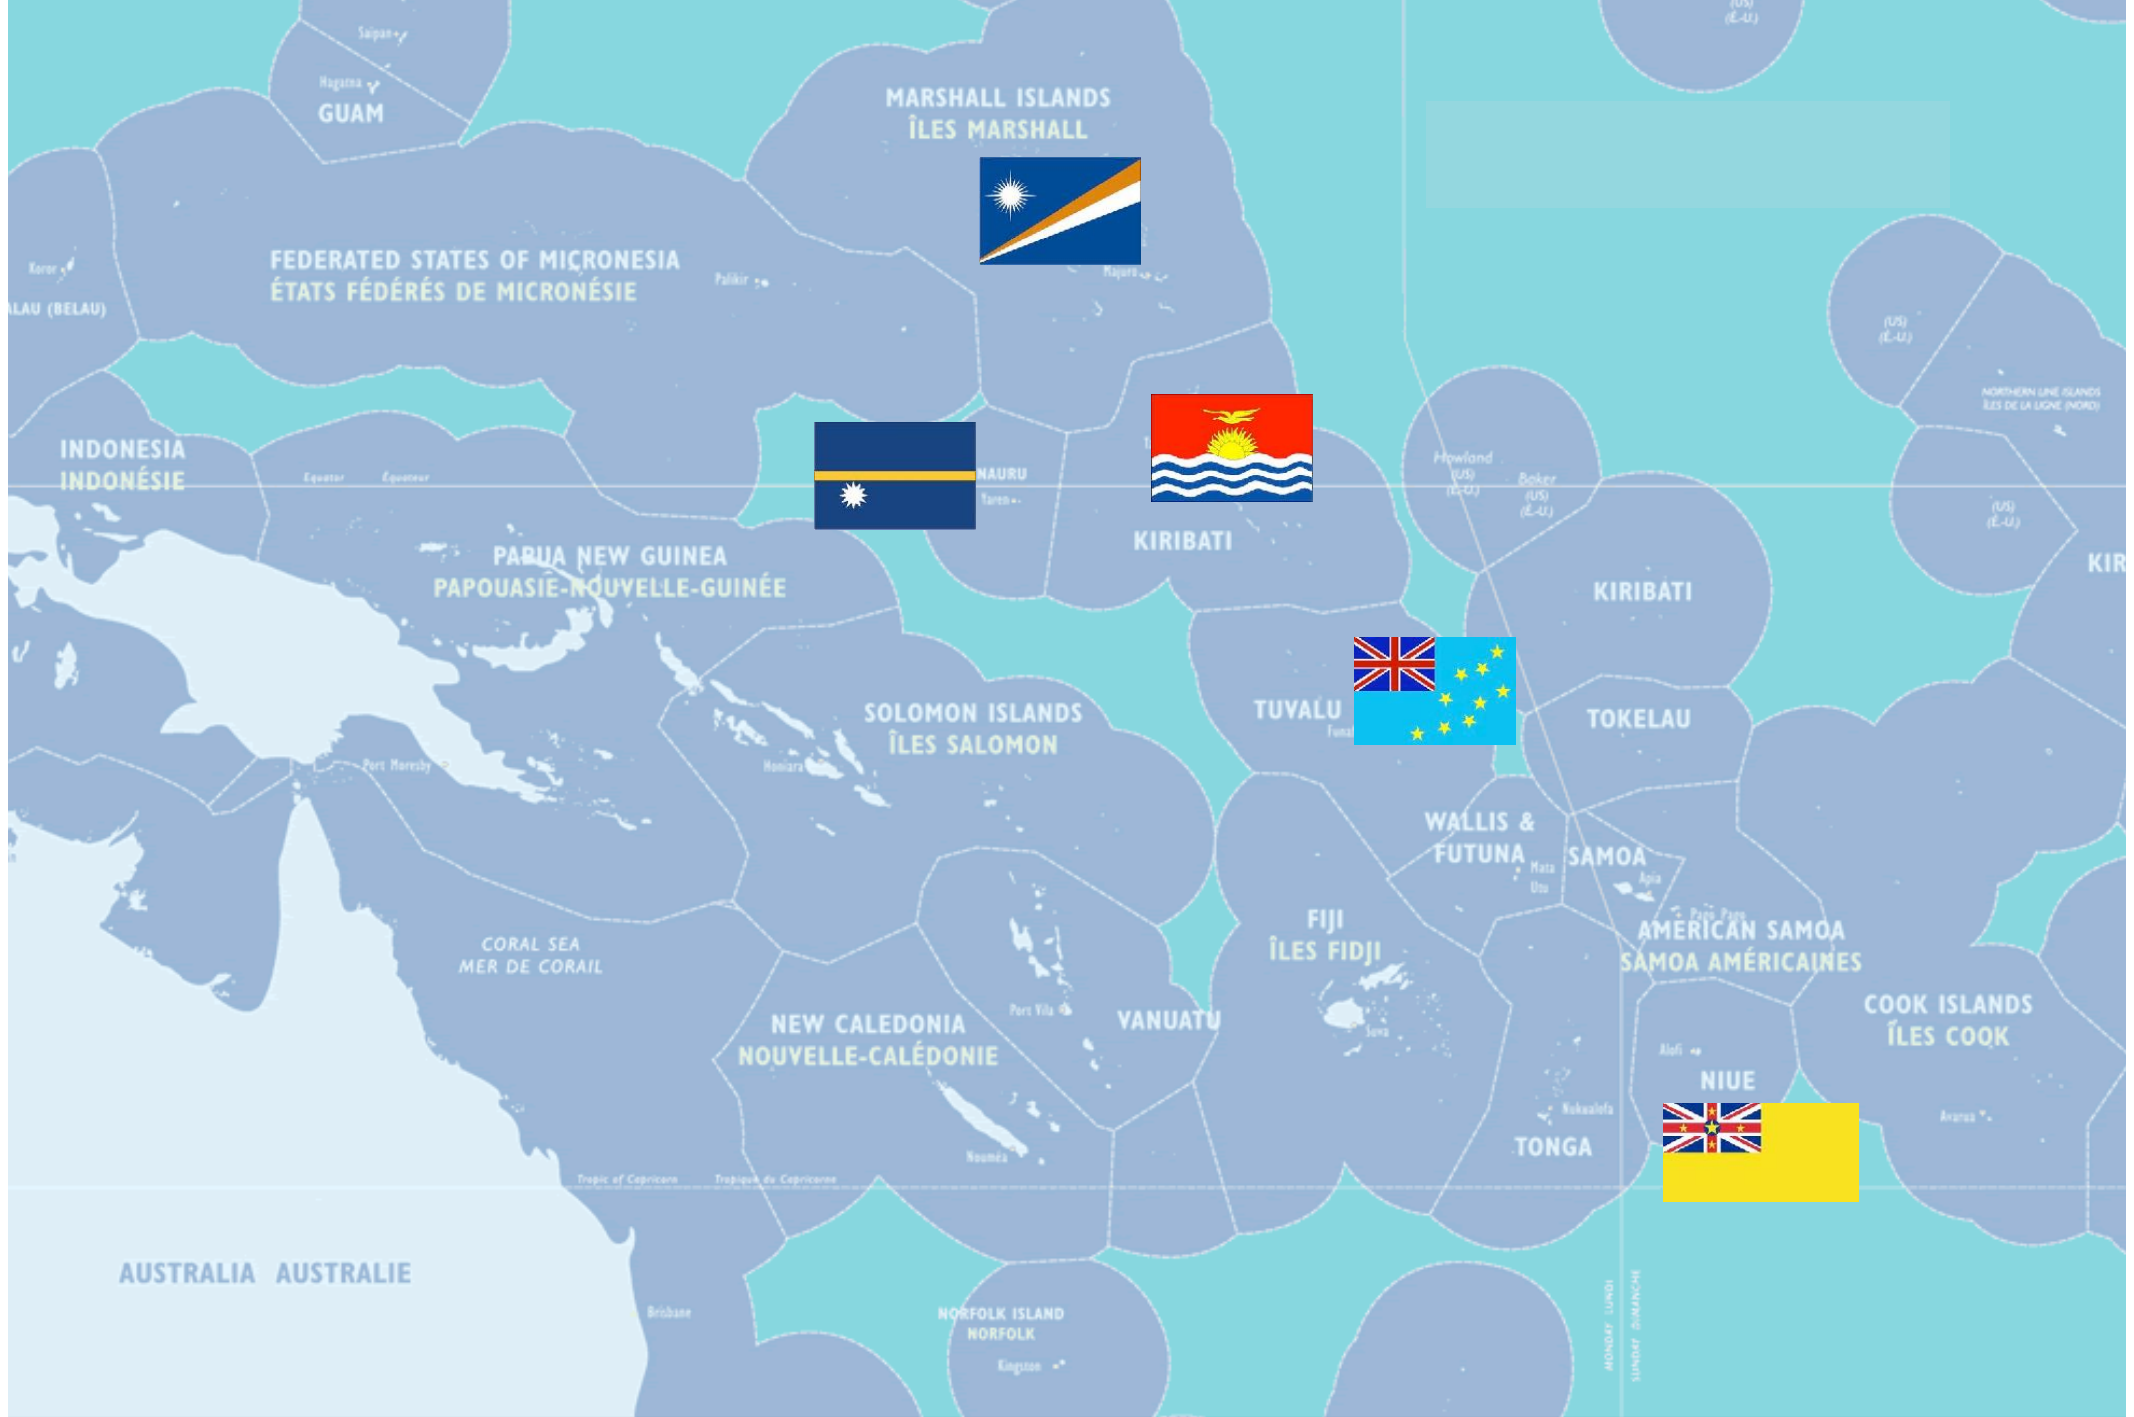 (US)
(É.-U.)
Saipan
Hagatna
GUAM
MARSHALL ISLANDS
ÎLES MARSHALL
FEDERATED STATES OF MICRONESIA
ÉTATS FÉDÉRÉS DE MICRONÉSIE
Palikir
Majuro
Koror
ALAU (BELAU)
(US)
(É.-U.)
NORTHERN LINE ISLANDS
ÎLES DE LA LIGNE (NORD)
INDONESIA
INDONÉSIE
Equator Équateur
NAURU
Yaren
Howland
(US)
(É.-U.)
Baker
(US)
(É.-U.)
(US)
(É.-U.)
KIRIBATI
PAPUA NEW GUINEA
PAPOUASIE-NOUVELLE-GUINÉE
KIRIBATI
KIR
SOLOMON ISLANDS
ÎLES SALOMON
TUVALU
Funaf
TOKELAU
Port Moresby
Honiara
WALLIS &
FUTUNA
Mata
Utu
SAMOA
Apia
Pago Pago
AMERICAN SAMOA
SAMOA AMÉRICAINES
CORAL SEA
MER DE CORAIL
FIJI
ÎLES FIDJI
Suva
NEW CALEDONIA
NOUVELLE-CALÉDONIE
Port Vila
VANUATU
COOK ISLANDS
ÎLES COOK
Alofi
NIUE
Nukualofa
TONGA
Avarua
Nouméa
Tropic of Capricorn Tropique du Capricorne
AUSTRALIA AUSTRALIE
Brisbane
NORFOLK ISLAND
NORFOLK
Kingston
MONDAY LUNDI
SUNDAY DIMANCHE